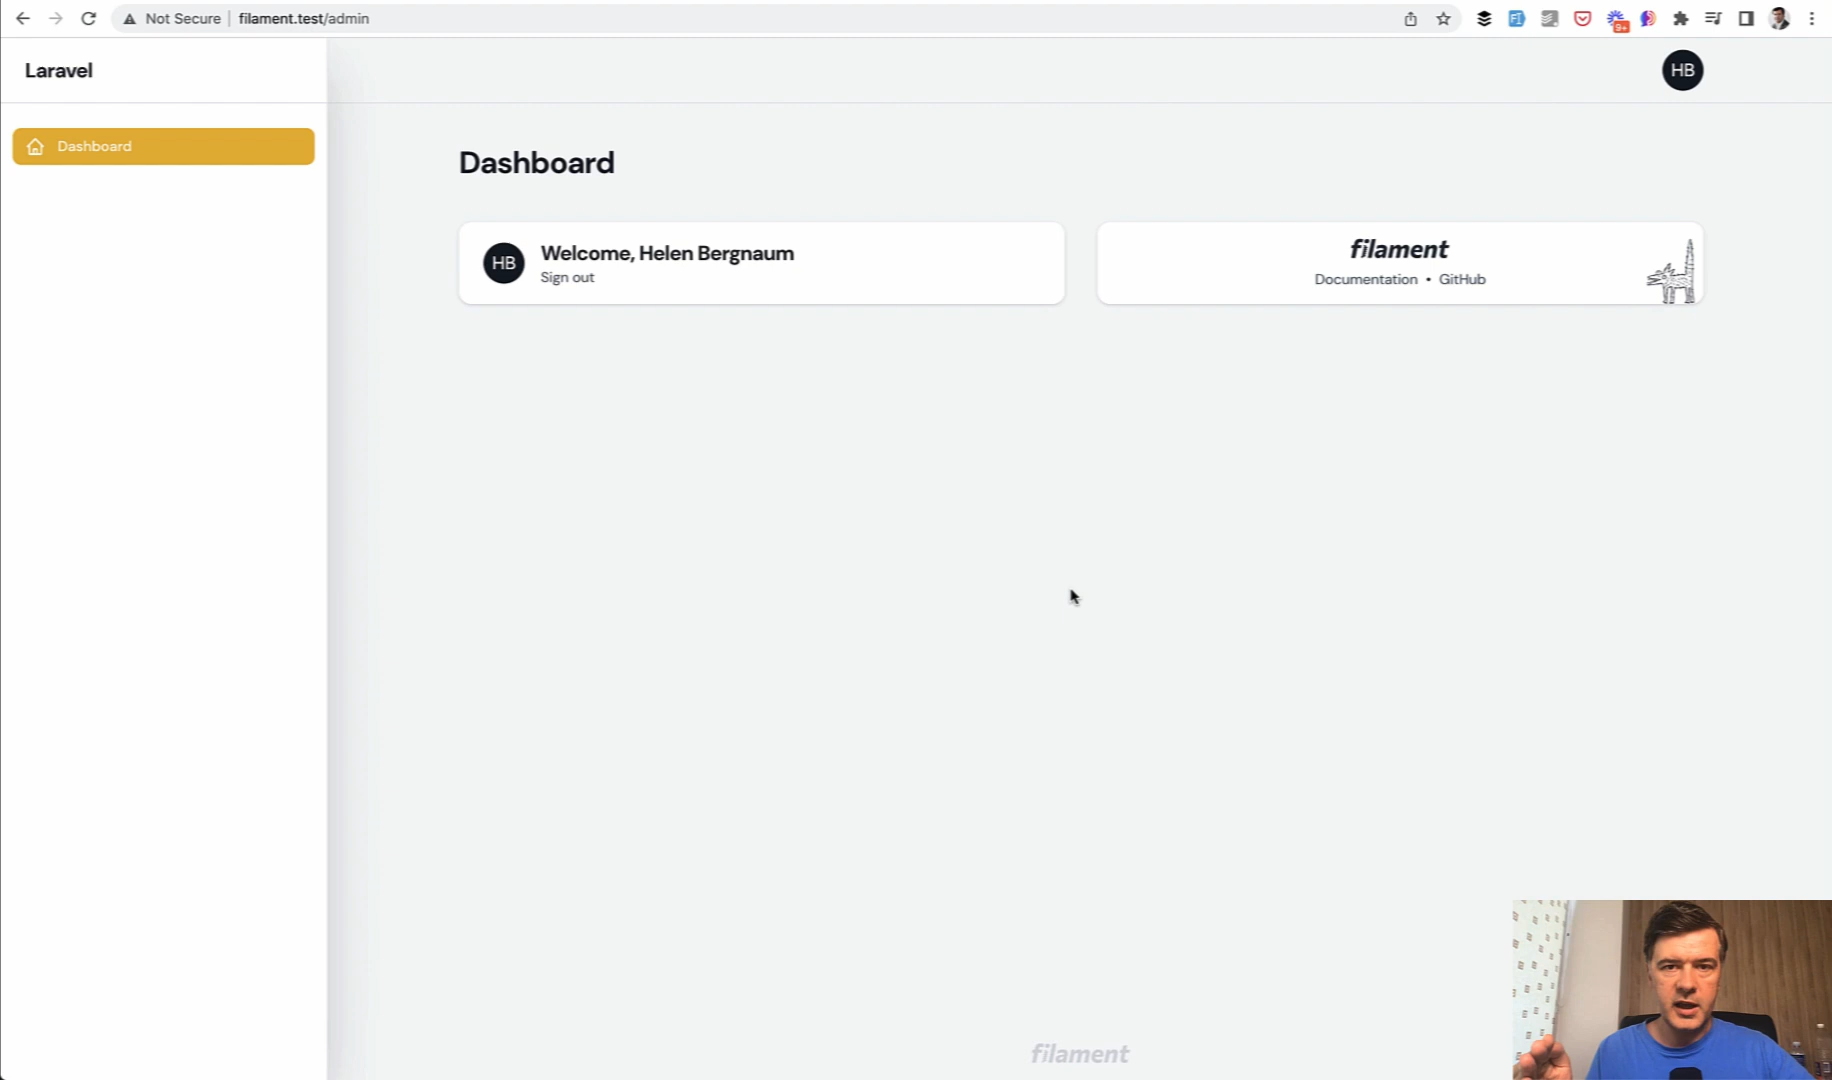 Not Secure | filament.test/admin
9+
Laravel
HB
Dashboard
Dashboard
HB
Welcome, Helen Bergnaum
Sign out
filament
Documentation • GitHub
filament